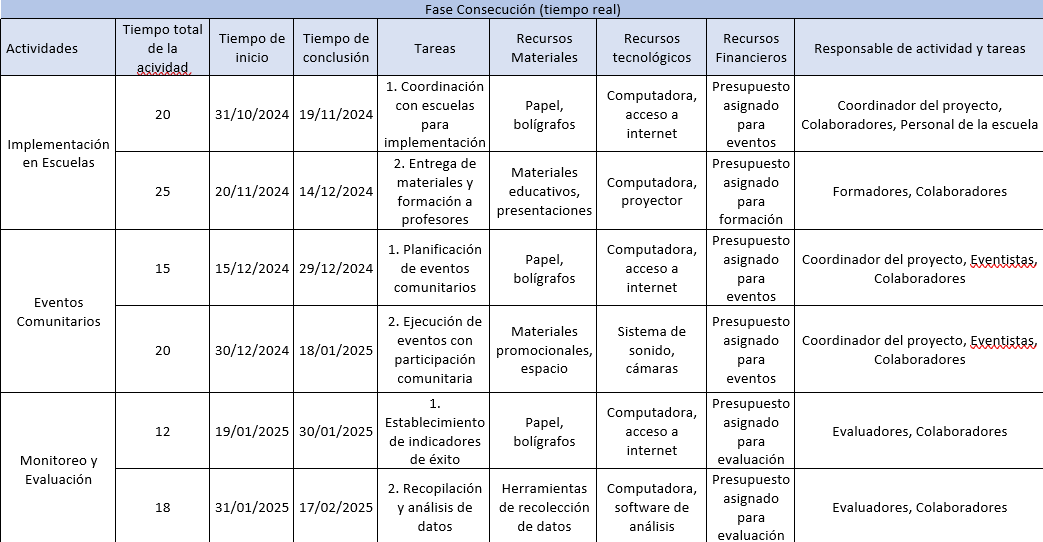 Fase Consecución (tiempo real)
Actividades
Tiempo total
de la
acividad
Tiempo de
inicio
Tiempo de
conclusión
Tareas
Recursos
Materiales
Recursos
tecnológicos
Recursos
Financieros
Responsable de actividad y tareas
Implementación
en Escuelas
20
31/10/2024
19/11/2024
1. Coordinación
con escuelas
para
implementación
Papel,
bolígrafos
Computadora,
acceso a
internet
Presupuesto
asignado
para
eventos
Coordinador del proyecto,
Colaboradores, Personal de la escuela
25
20/11/2024
14/12/2024
2. Entrega de
materiales y
formación a
profesores
Materiales
educativos,
presentaciones
Computadora,
proyector
Presupuesto
asignado
para
formación
Formadores, Colaboradores
Eventos
Comunitarios
15
15/12/2024
29/12/2024
1. Planificación
de eventos
comunitarios
Papel,
bolígrafos
Computadora,
acceso a
internet
Presupuesto
asignado
para
eventos
Coordinador del proyecto, Eventistas,
Colaboradores
20
30/12/2024
18/01/2025
2. Ejecución de
eventos con
participación
comunitaria
Materiales
promocionales,
espacio
Sistema de
sonido,
cámaras
Presupuesto
asignado
para
eventos
Coordinador del proyecto, Eventistas,
Colaboradores
Monitoreo y
Evaluación
12
19/01/2025
30/01/2025
1.
Establecimiento
de indicadores
de éxito
Papel,
bolígrafos
Computadora,
acceso a
internet
Presupuesto
asignado
para
evaluación
Evaluadores, Colaboradores
18
31/01/2025
17/02/2025
2. Recopilación
y análisis de
datos
Herramientas
de recolección
de datos
Computadora,
software de
análisis
Presupuesto
asignado
para
evaluación
Evaluadores, Colaboradores